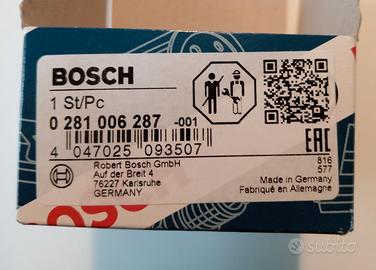 BOSCH
1 St/Pc
0 281 006 287 -001
4 047025 093507
Robert Bosch GmbH
Auf der Breit 4
76227 Karlsruhe
GERMANY
EAC
816
577
Made in Germany
Fabriqué en Allemagne
subito